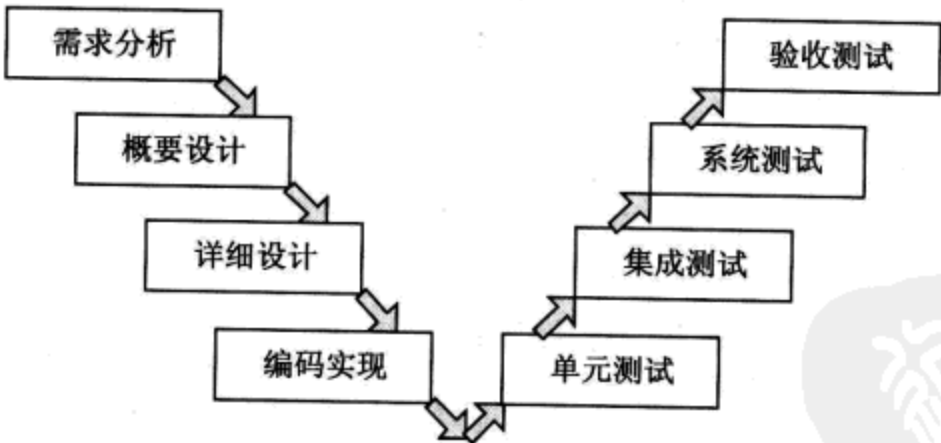 需求分析
概要设计
详细设计
编码实现
单元测试
集成测试
系统测试
验收测试